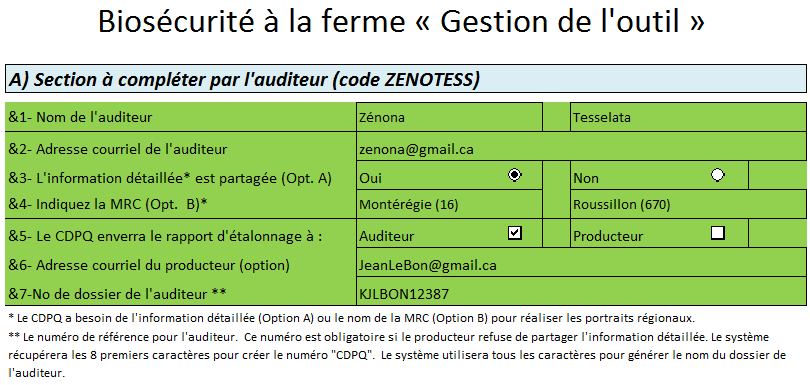 Biosécurité à la ferme « Gestion de l'outil »
A) Section à compléter par l'auditeur (code ZENOTESS)
&1- Nom de l'auditeur Zénona Tesselata
&2- Adresse courriel de l'auditeur zenona@gmail.ca
&3- L'information détaillée* est partagée (Opt. A) Oui Non
&4- Indiquez la MRC (Opt. B)* Montérégie (16) Roussillon (670)
&5- Le CDPQ enverra le rapport d'étalonnage à : Auditeur Producteur
&6- Adresse courriel du producteur (option) JeanLeBon@gmail.ca
&7-No de dossier de l'auditeur ** KJLBON12387
* Le CDPQ a besoin de l'information détaillée (Option A) ou le nom de la MRC (Option B) pour réaliser les portraits régionaux.
** Le numéro de référence pour l'auditeur. Ce numéro est obligatoire si le producteur refuse de partager l'information détaillée. Le système
récupérera les 8 premiers caractères pour créer le numéro "CDPQ". Le système utilisera tous les caractères pour générer le nom du dossier de
l'auditeur.